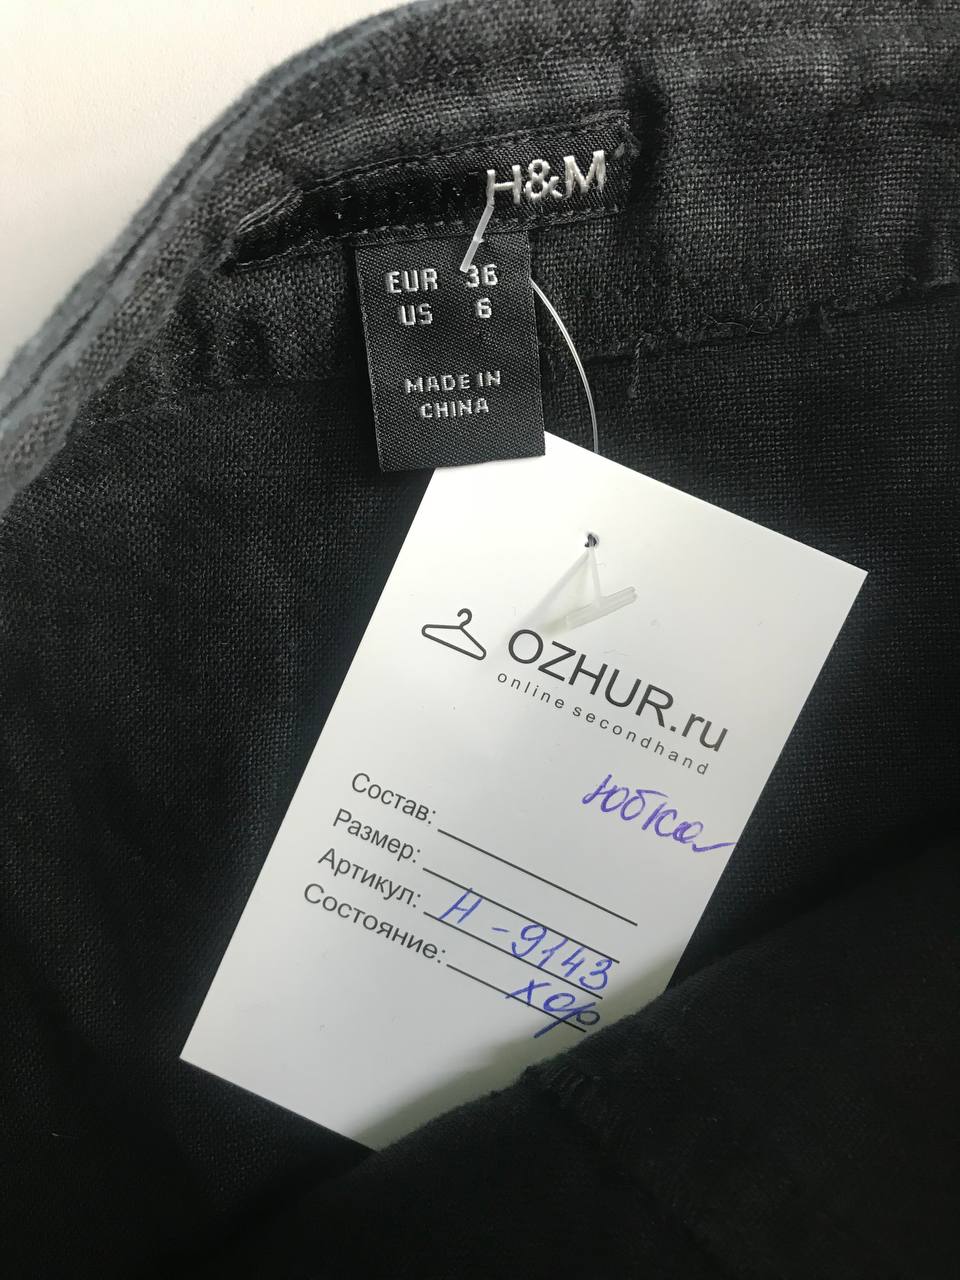 H&M
EUR 36
US 6
MADE IN
CHINA
OZHUR.ru
online secondhand
Юбка
Состав:
Размер:
Артикул: Н-9143
Состояние: хор